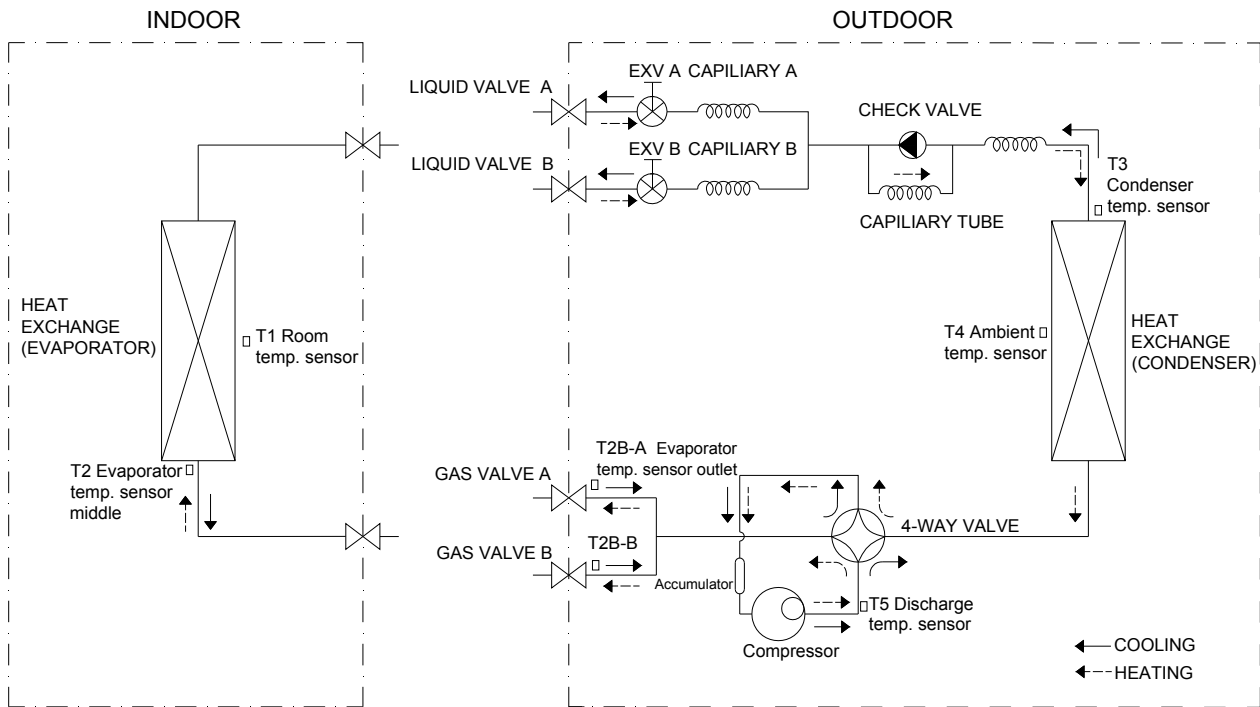 INDOOR
OUTDOOR
LIQUID VALVE A
EXV A CAPILIARY A
LIQUID VALVE B
EXV B CAPILIARY B
CHECK VALVE
CAPILIARY TUBE
T3
Condenser
temp. sensor
HEAT
EXCHANGE
(EVAPORATOR)
T1 Room
temp. sensor
T4 Ambient
temp. sensor
HEAT
EXCHANGE
(CONDENSER)
T2 Evaporator
temp. sensor
middle
GAS VALVE A
T2B-A Evaporator
temp. sensor outlet
4-WAY VALVE
GAS VALVE B
T2B-B
Accumulator
T5 Discharge
temp. sensor
Compressor
COOLING
HEATING